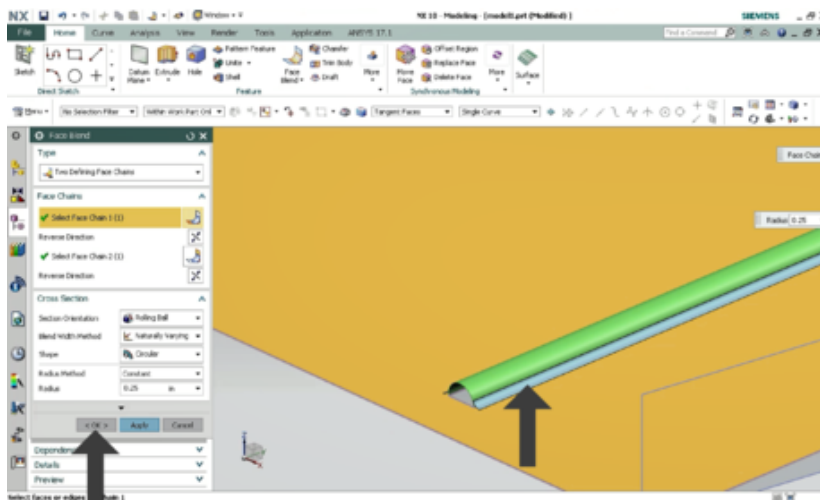 NX
Window
NX 10 - Modeling - [model1.prt (Modified) ]
SIEMENS
File Home Curve Analysis View Render Tools Application ANSYS 17.1
Find a Command
Sketch
Direct Sketch
Datum Plane
Extrude
Hole
Pattern Feature
Unite
Shell
Feature
Face Blend
Chamfer
Trim Body
Draft
More
Move Face
Offset Region
Replace Face
Delete Face
Synchronous Modeling
More
Surface
Menu
No Selection Filter
Within Work Part Onl
Tangent Faces
Single Curve
Face Blend
Type
Two Defining Face Chains
Face Chains
Select Face Chain 1 (1)
Reverse Direction
Select Face Chain 2 (1)
Reverse Direction
Cross Section
Section Orientation Rolling Ball
Blend Width Method Naturally Varying
Shape Circular
Radius Method Constant
Radius 0.25 in
< OK > Apply Cancel
Details
Preview
Face Chain
Radius 0.25